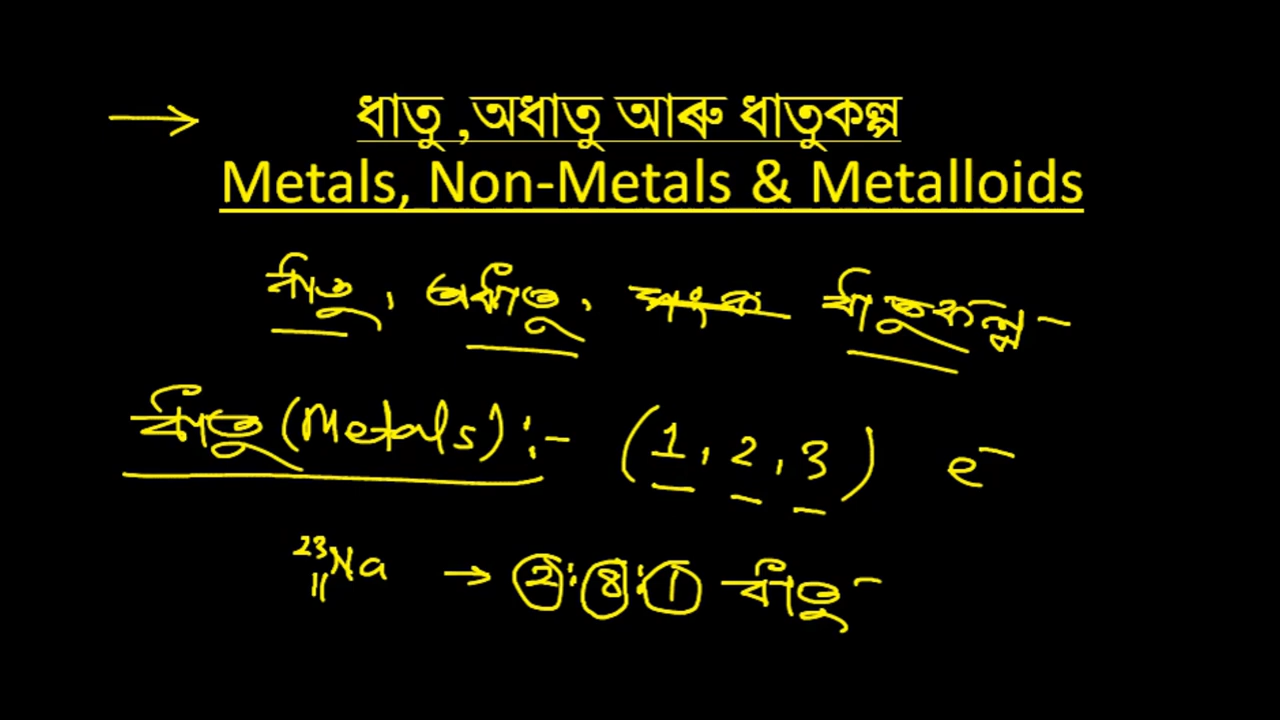 → ধাতু ,অধাতু আৰু ধাতুকল্প
Metals, Non-Metals & Metalloids
ধাতু, অধাতু, ধাতুকল্প -
ধাতু (Metals) :- (1, 2, 3) e⁻
²³₁₁Na → 2:8:1 ধাতু -